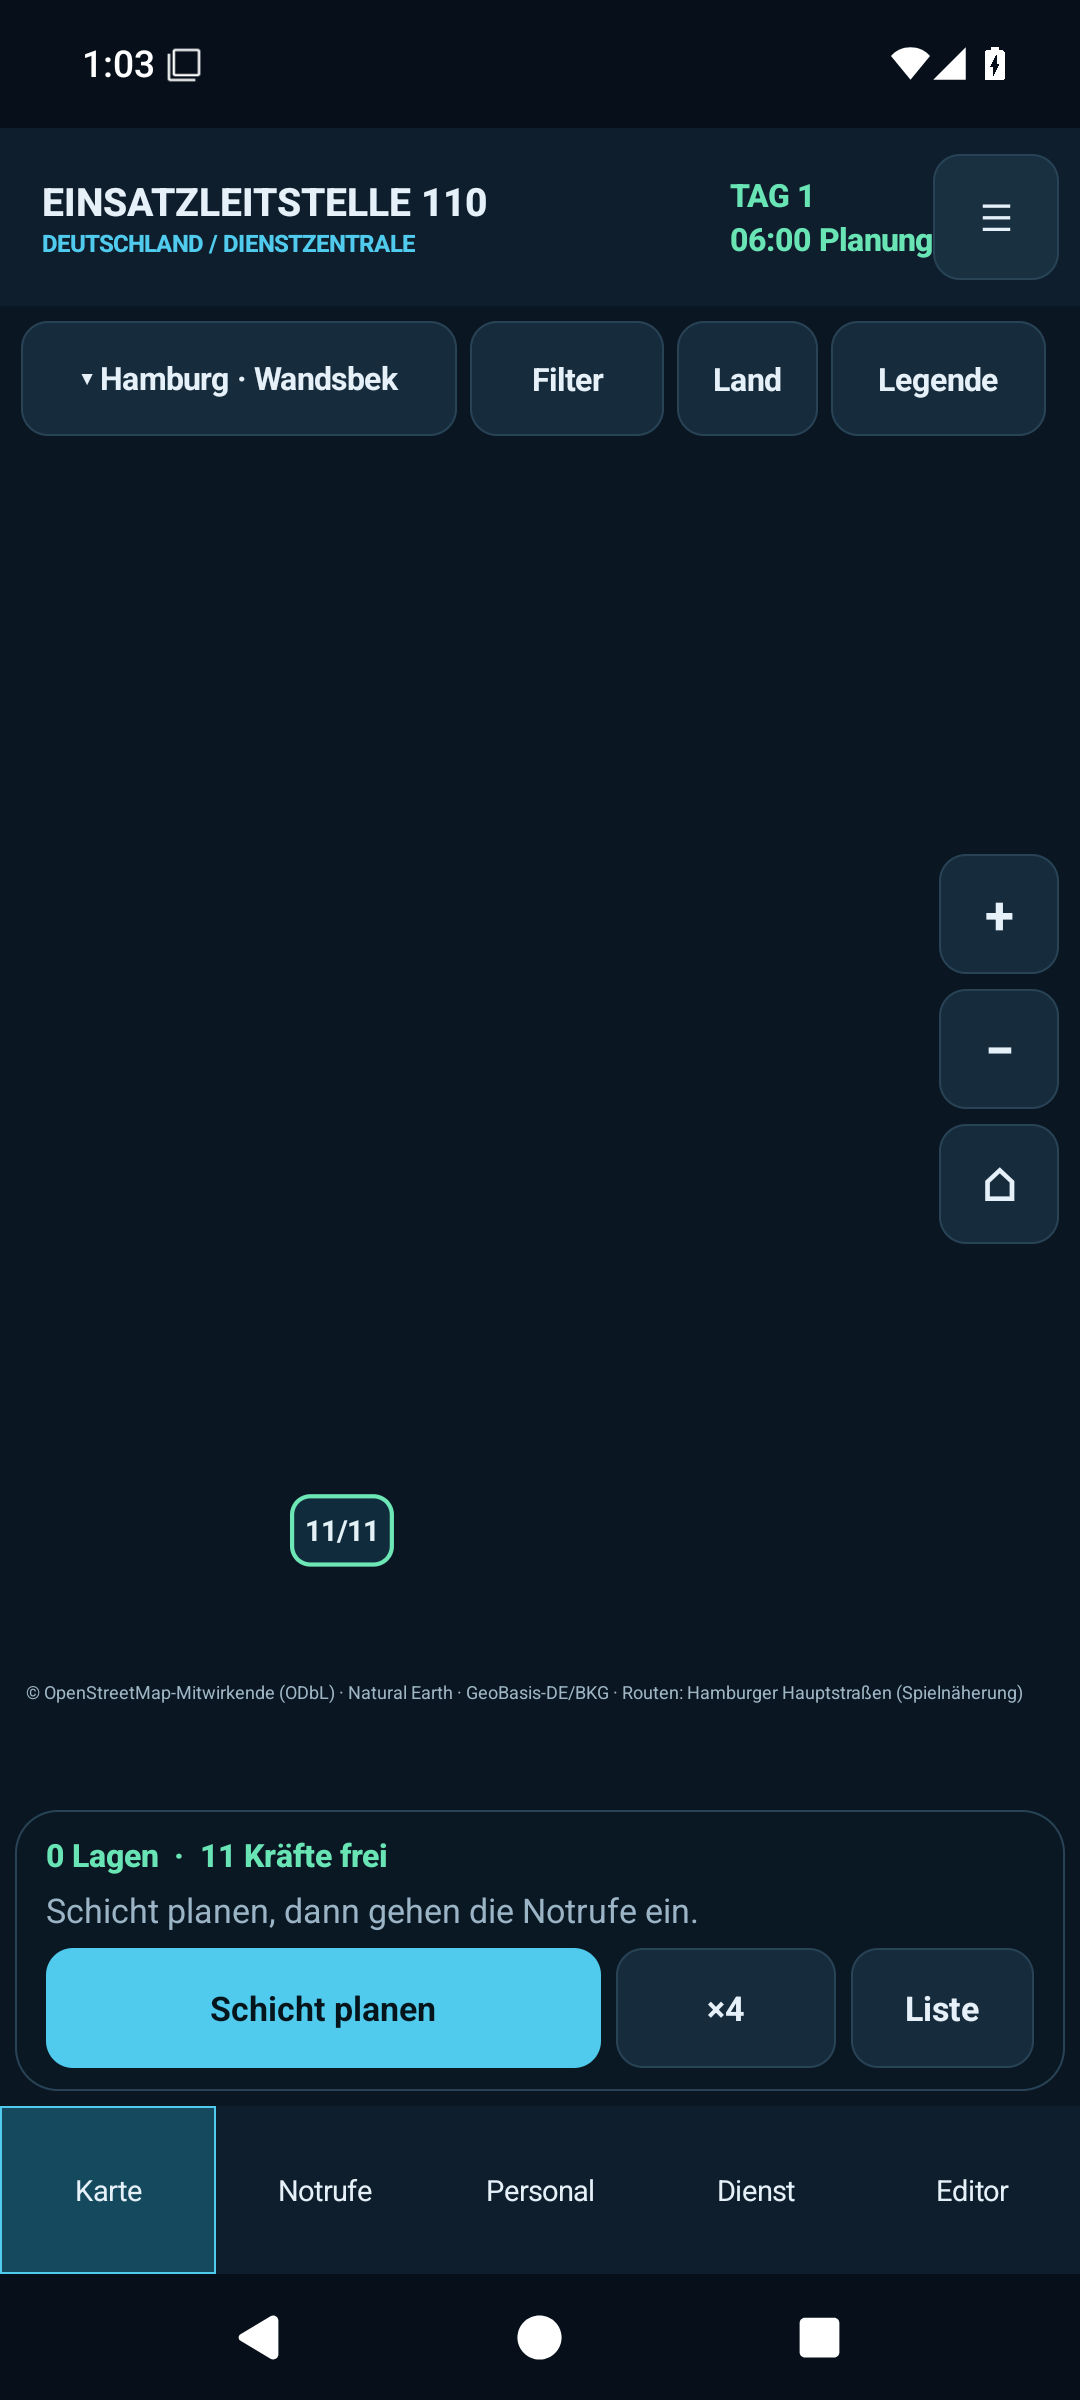 1:03
EINSATZLEITSTELLE 110
DEUTSCHLAND / DIENSTZENTRALE
TAG 1
06:00 Planung
▾ Hamburg · Wandsbek
Filter
Land
Legende
+
−
11/11
© OpenStreetMap-Mitwirkende (ODbL) · Natural Earth · GeoBasis-DE/BKG · Routen: Hamburger Hauptstraßen (Spielnäherung)
0 Lagen · 11 Kräfte frei
Schicht planen, dann gehen die Notrufe ein.
Schicht planen
×4
Liste
Karte
Notrufe
Personal
Dienst
Editor